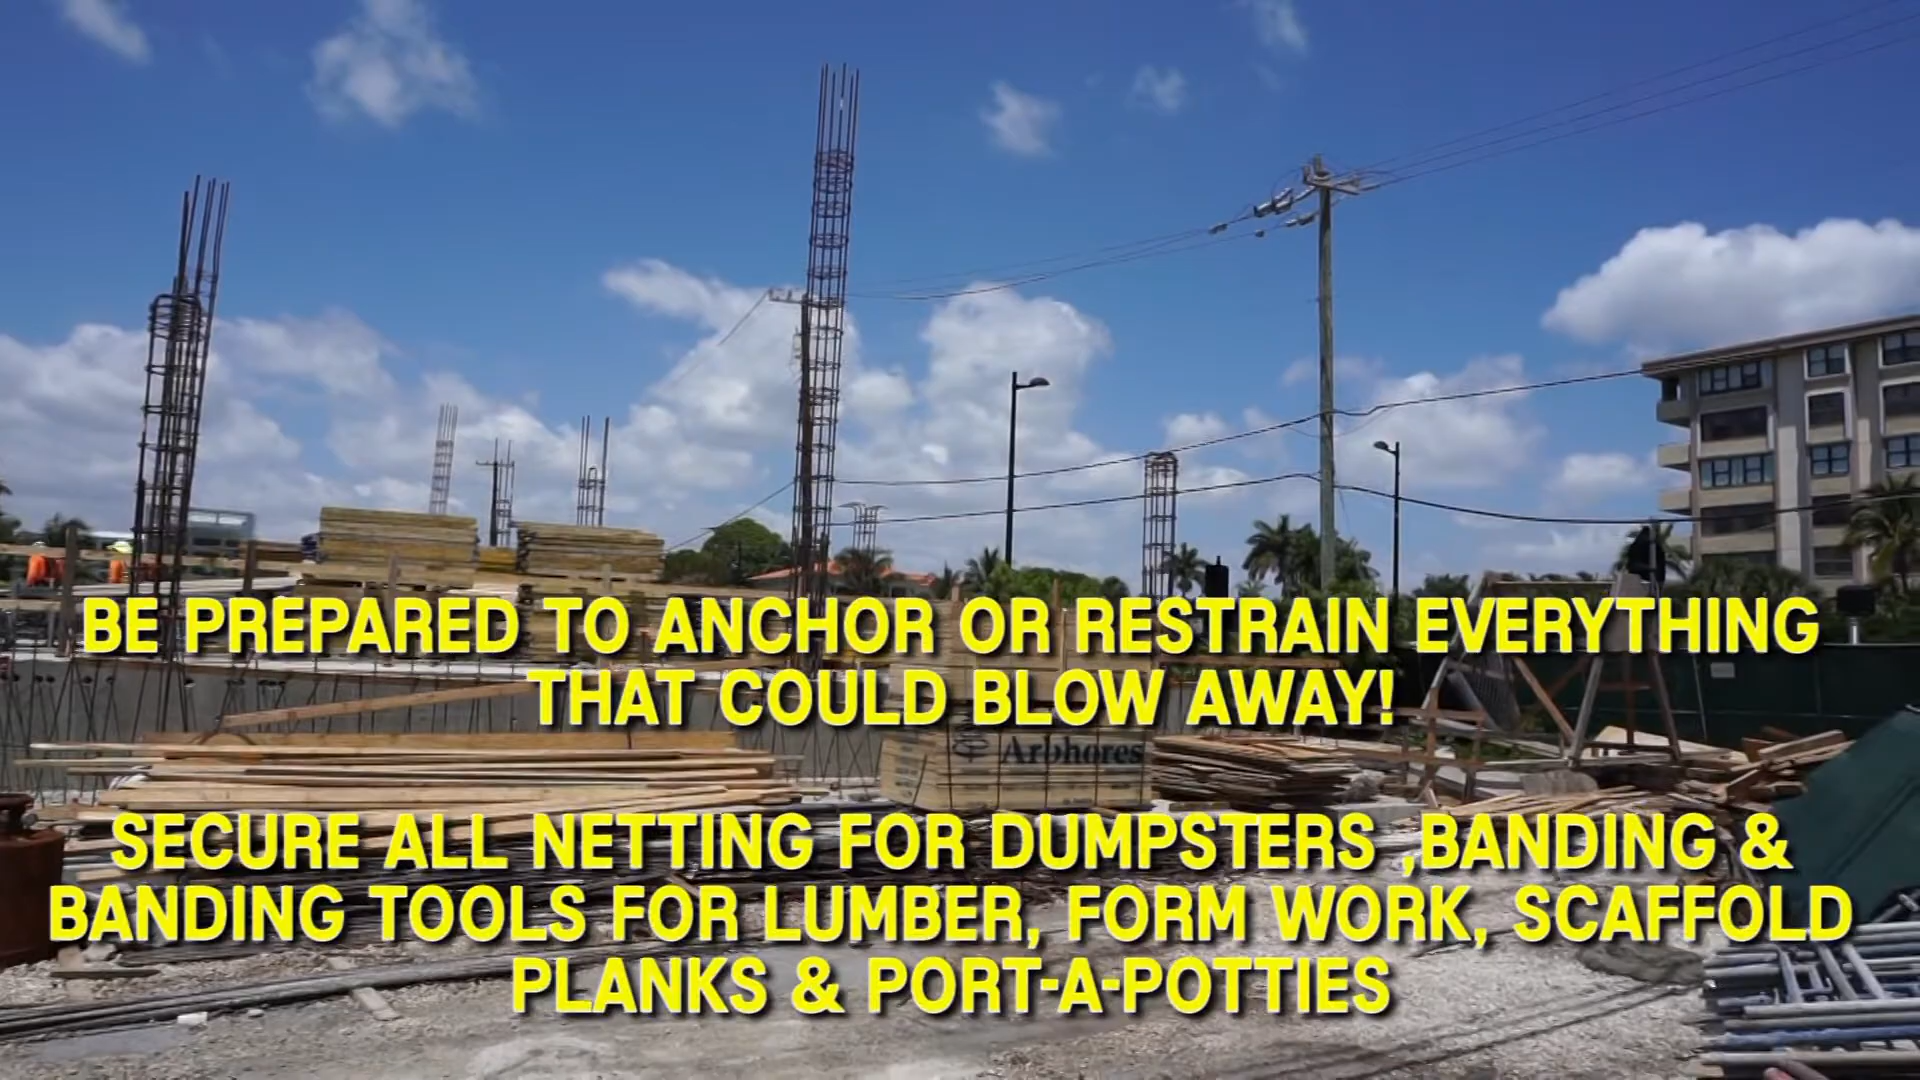 BE PREPARED TO ANCHOR OR RESTRAIN EVERYTHING
THAT COULD BLOW AWAY!
Arbhores
SECURE ALL NETTING FOR DUMPSTERS ,BANDING &
BANDING TOOLS FOR LUMBER, FORM WORK, SCAFFOLD
PLANKS & PORT-A-POTTIES